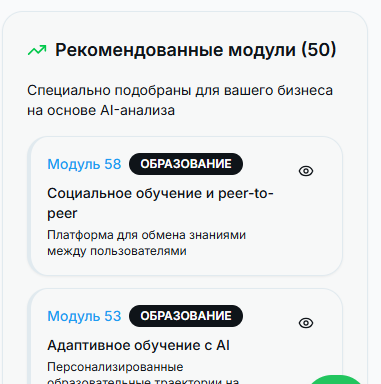 Рекомендованные модули (50)
Специально подобраны для вашего бизнеса
на основе AI-анализа
Модуль 58 ОБРАЗОВАНИЕ
Социальное обучение и peer-to-
peer
Платформа для обмена знаниями
между пользователями
Модуль 53 ОБРАЗОВАНИЕ
Адаптивное обучение с AI
Персонализированные
образовательные траектории на